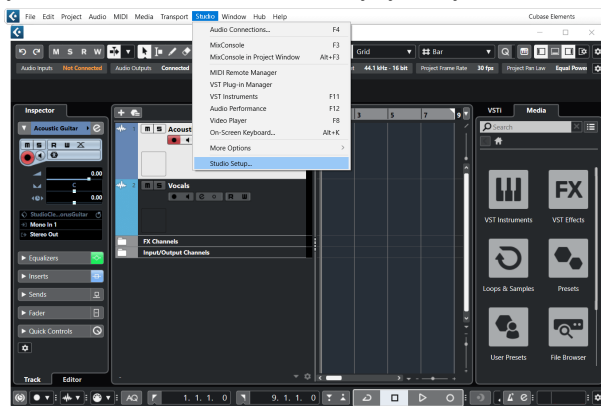 File Edit Project Audio MIDI Media Transport Studio Window Hub Help
Cubase Elements
M S R W
Grid
Bar
Audio Inputs Not Connected Audio Outputs Connected
44.1 kHz - 16 bit Project Frame Rate 30 fps Project Pan Law Equal Power
Audio Connections... F4
MixConsole F3
MixConsole in Project Window Alt+F3
MIDI Remote Manager
VST Plug-in Manager
VST Instruments F11
Audio Performance F12
Video Player F8
On-Screen Keyboard... Alt+K
More Options
Studio Setup...
Inspector
Acoustic Guitar
M S R W
0.00
C
0.00
Mono In 1
Stereo Out
Equalizers
Inserts
Sends
Fader
Quick Controls
Track Editor
1 M S Acoust
2 M S Vocals
R W
FX Channels
Input/Output Channels
3 5 7 9
VSTi Media
Search
VST Instruments
FX
VST Effects
Loops & Samples
Presets
User Presets
File Browser
AQ
1. 1. 1. 0
9. 1. 1. 0